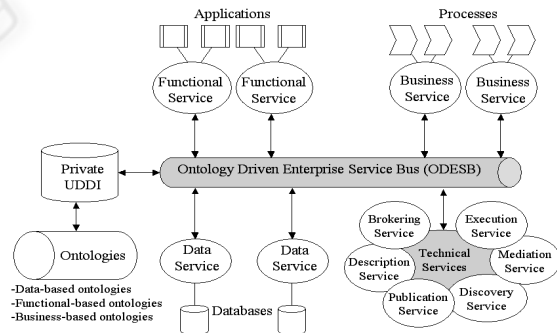 Applications
Processes
Functional
Service
Functional
Service
Business
Service
Business
Service
Ontology Driven Enterprise Service Bus (ODESB)
Private
UDDI
Ontologies
-Data-based ontologies
-Functional-based ontologies
-Business-based ontologies
Data
Service
Data
Service
Databases
Brokering
Service
Execution
Service
Description
Service
Technical
Services
Mediation
Service
Publication
Service
Discovery
Service